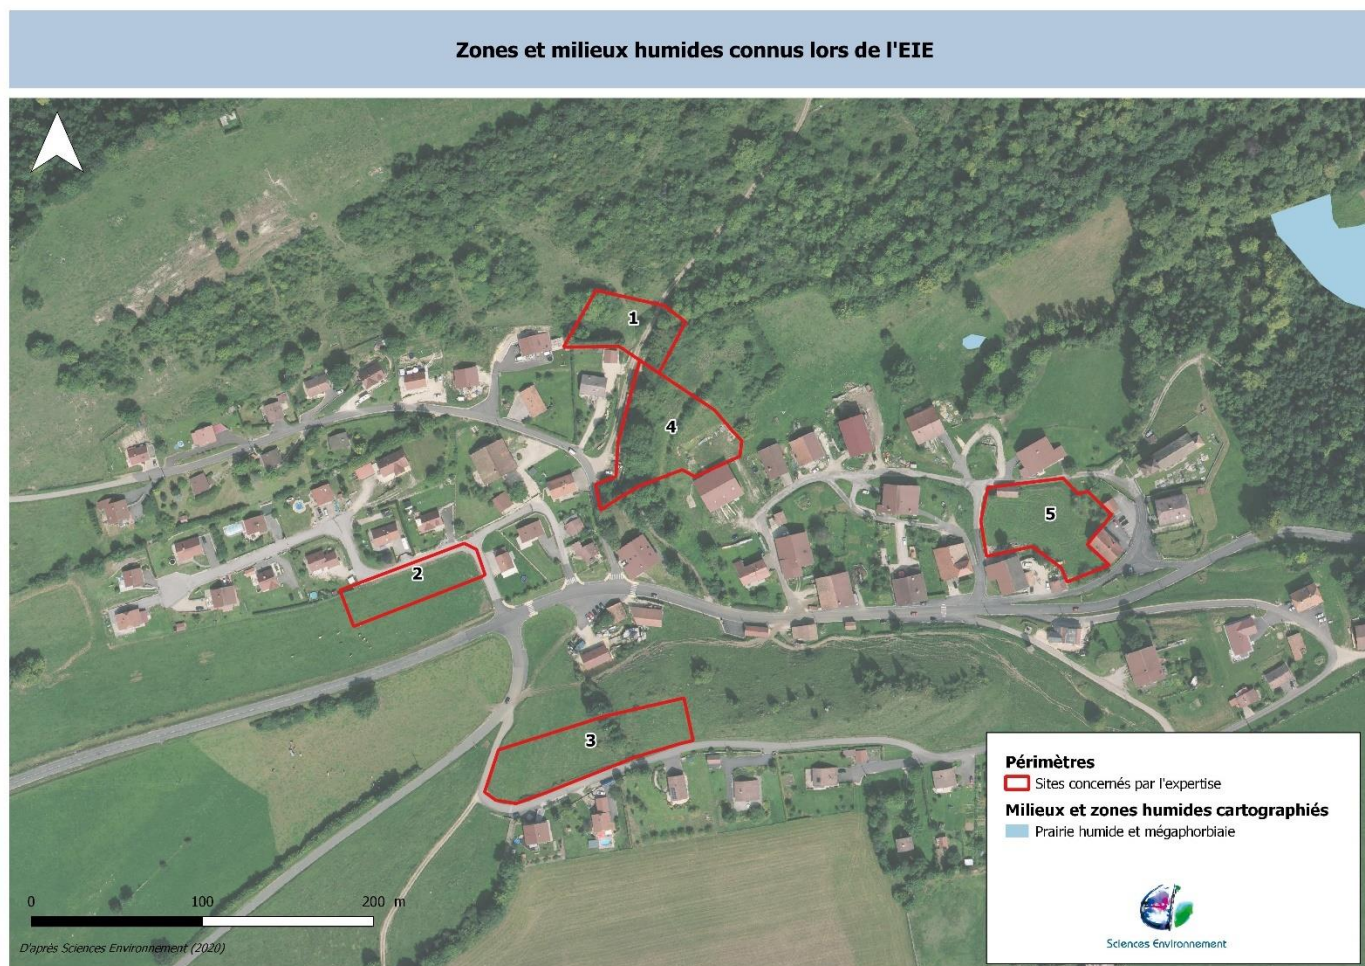 Zones et milieux humides connus lors de l'EIE
1
4
5
2
3
Périmètres
Sites concernés par l'expertise
Milieux et zones humides cartographiés
Prairie humide et mégaphorbiaie
0 100 200 m
D'après Sciences Environnement (2020)
Sciences Environnement